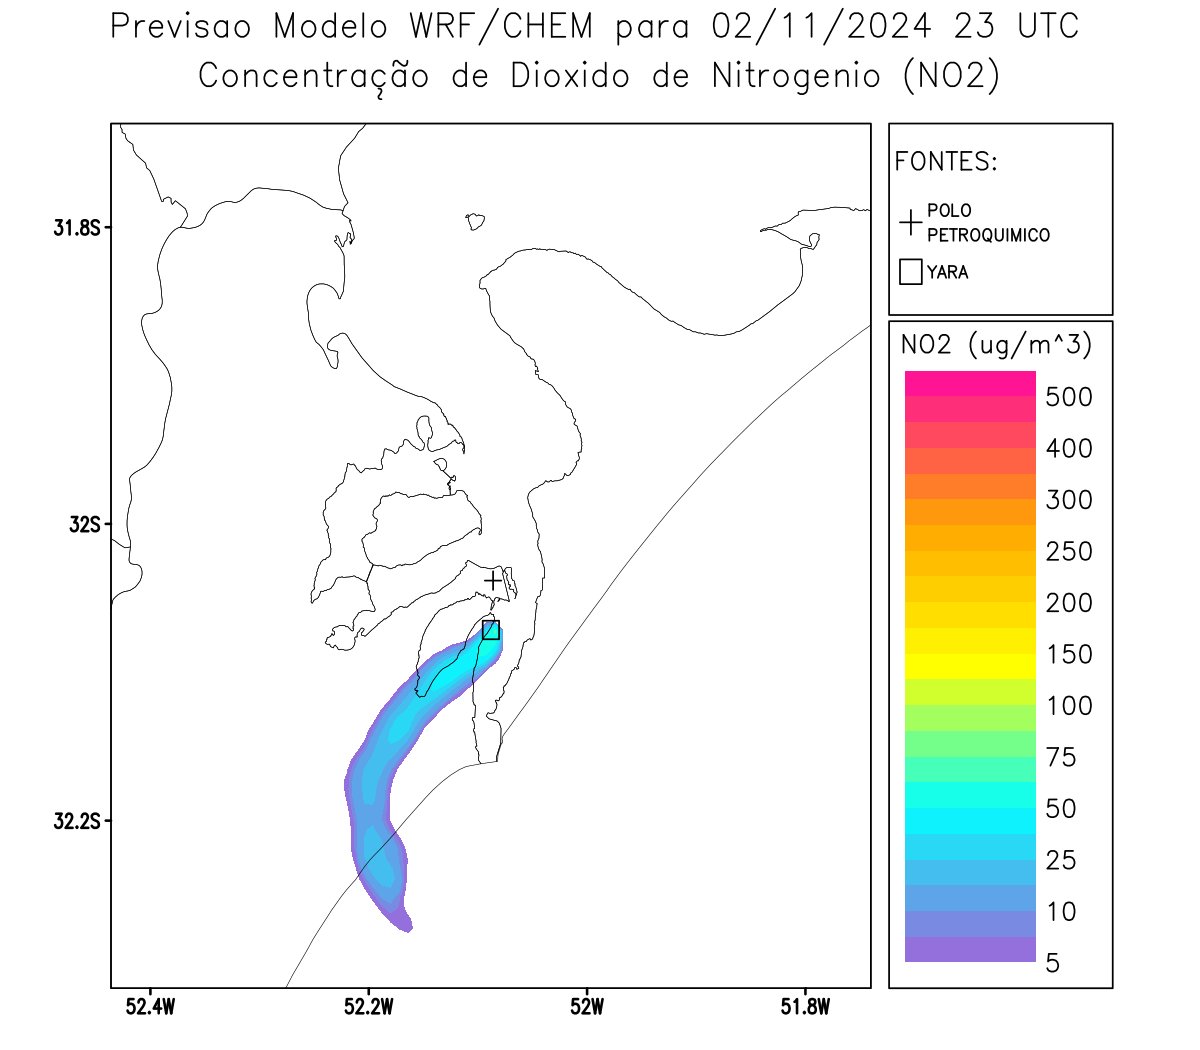 Previsao Modelo WRF/CHEM para 02/11/2024 23 UTC
Concentração de Dioxido de Nitrogenio (NO2)
FONTES:
POLO
PETROQUIMICO
YARA
NO2 (ug/m^3)
500
400
300
250
200
150
100
75
50
25
10
5
31.8S
32S
32.2S
52.4W
52.2W
52W
51.8W